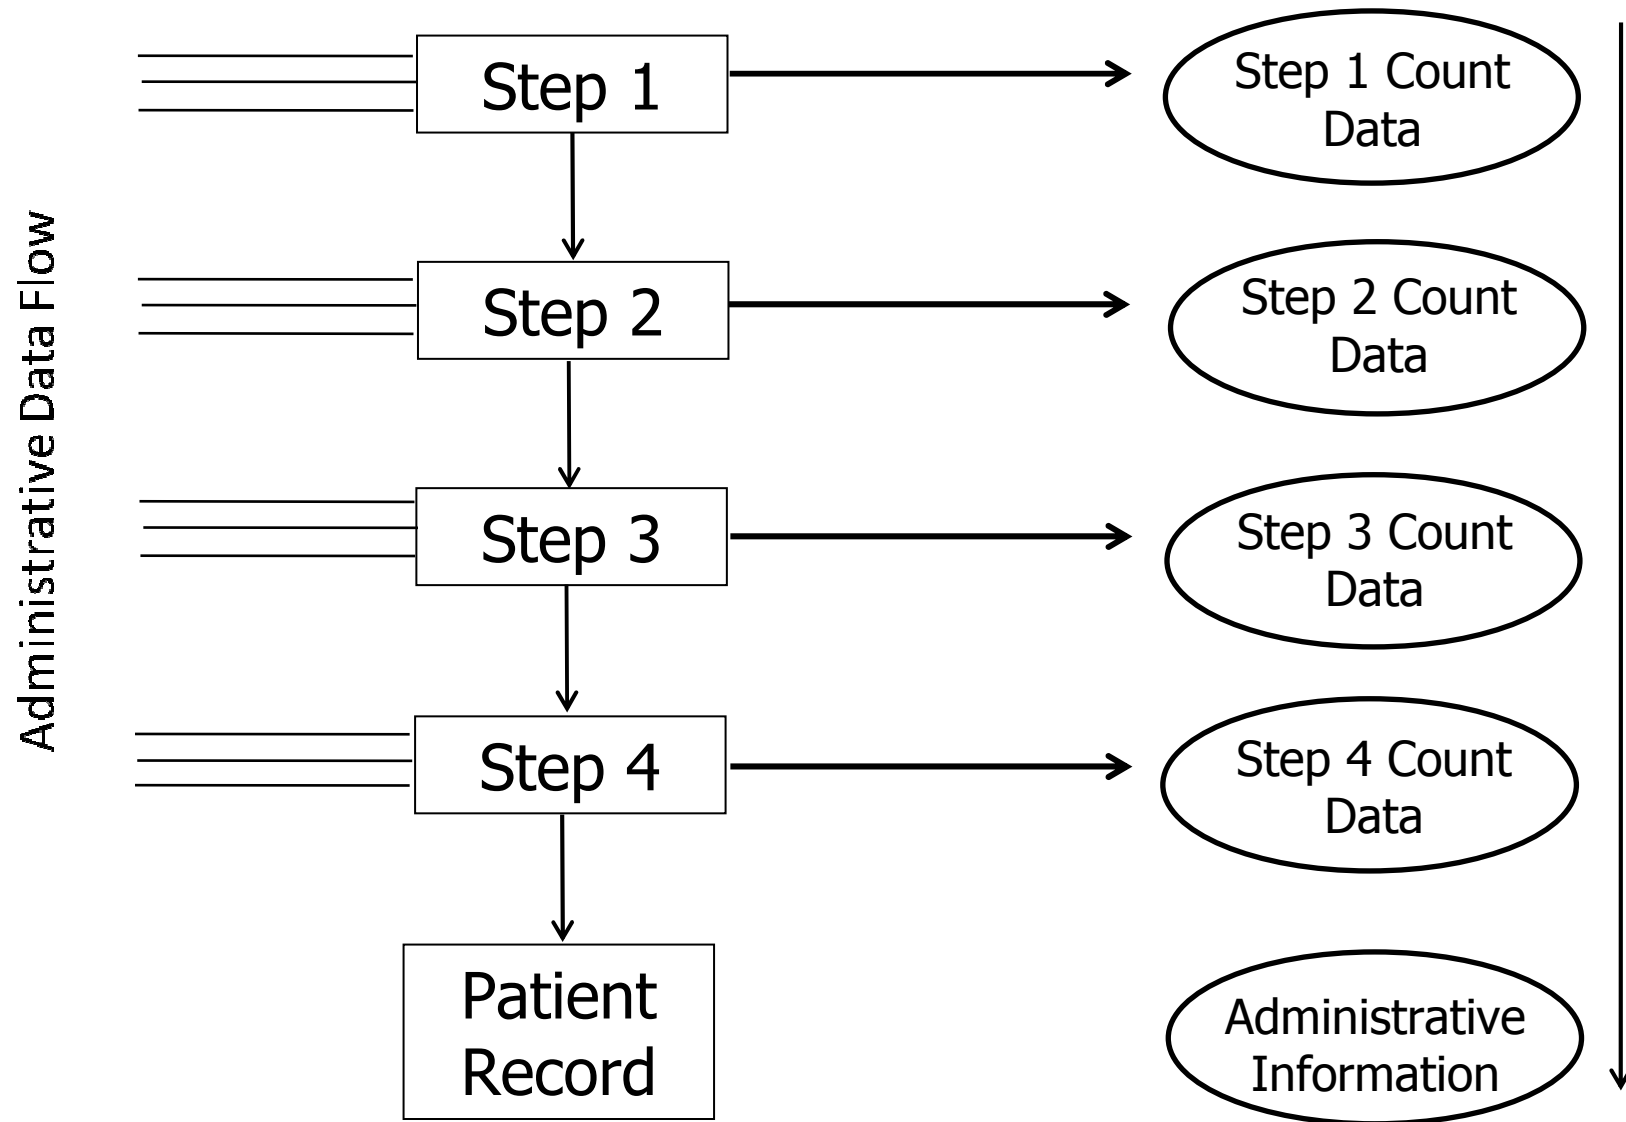 Administrative Data Flow
Step 1
Step 1 Count
Data
Step 2
Step 2 Count
Data
Step 3
Step 3 Count
Data
Step 4
Step 4 Count
Data
Patient
Record
Administrative
Information